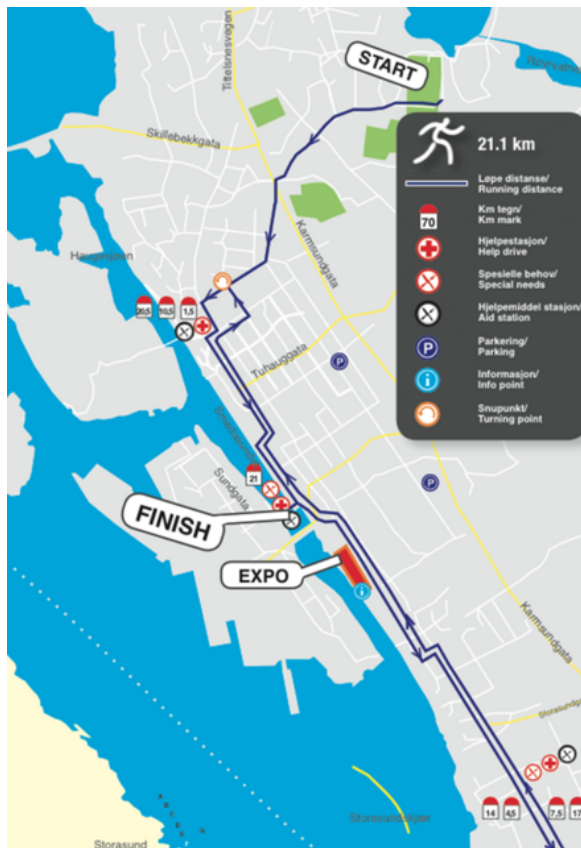 START
Tittelsnesvegen
Skillebekkgata
Karmsundgata
Tuhauggata
20,5
10,5
1,5
21
Sundgata
FINISH
EXPO
i
Karmsundgata
14
4,5
7,5
17
Storasund
21.1 km
Løpe distanse/
Running distance
70
Km tegn/
Km mark
Hjelpestasjon/
Help drive
Spesielle behov/
Special needs
Hjelpemiddel stasjon/
Aid station
P
Parkering/
Parking
i
Informasjon/
Info point
Snupunkt/
Turning point
P
P